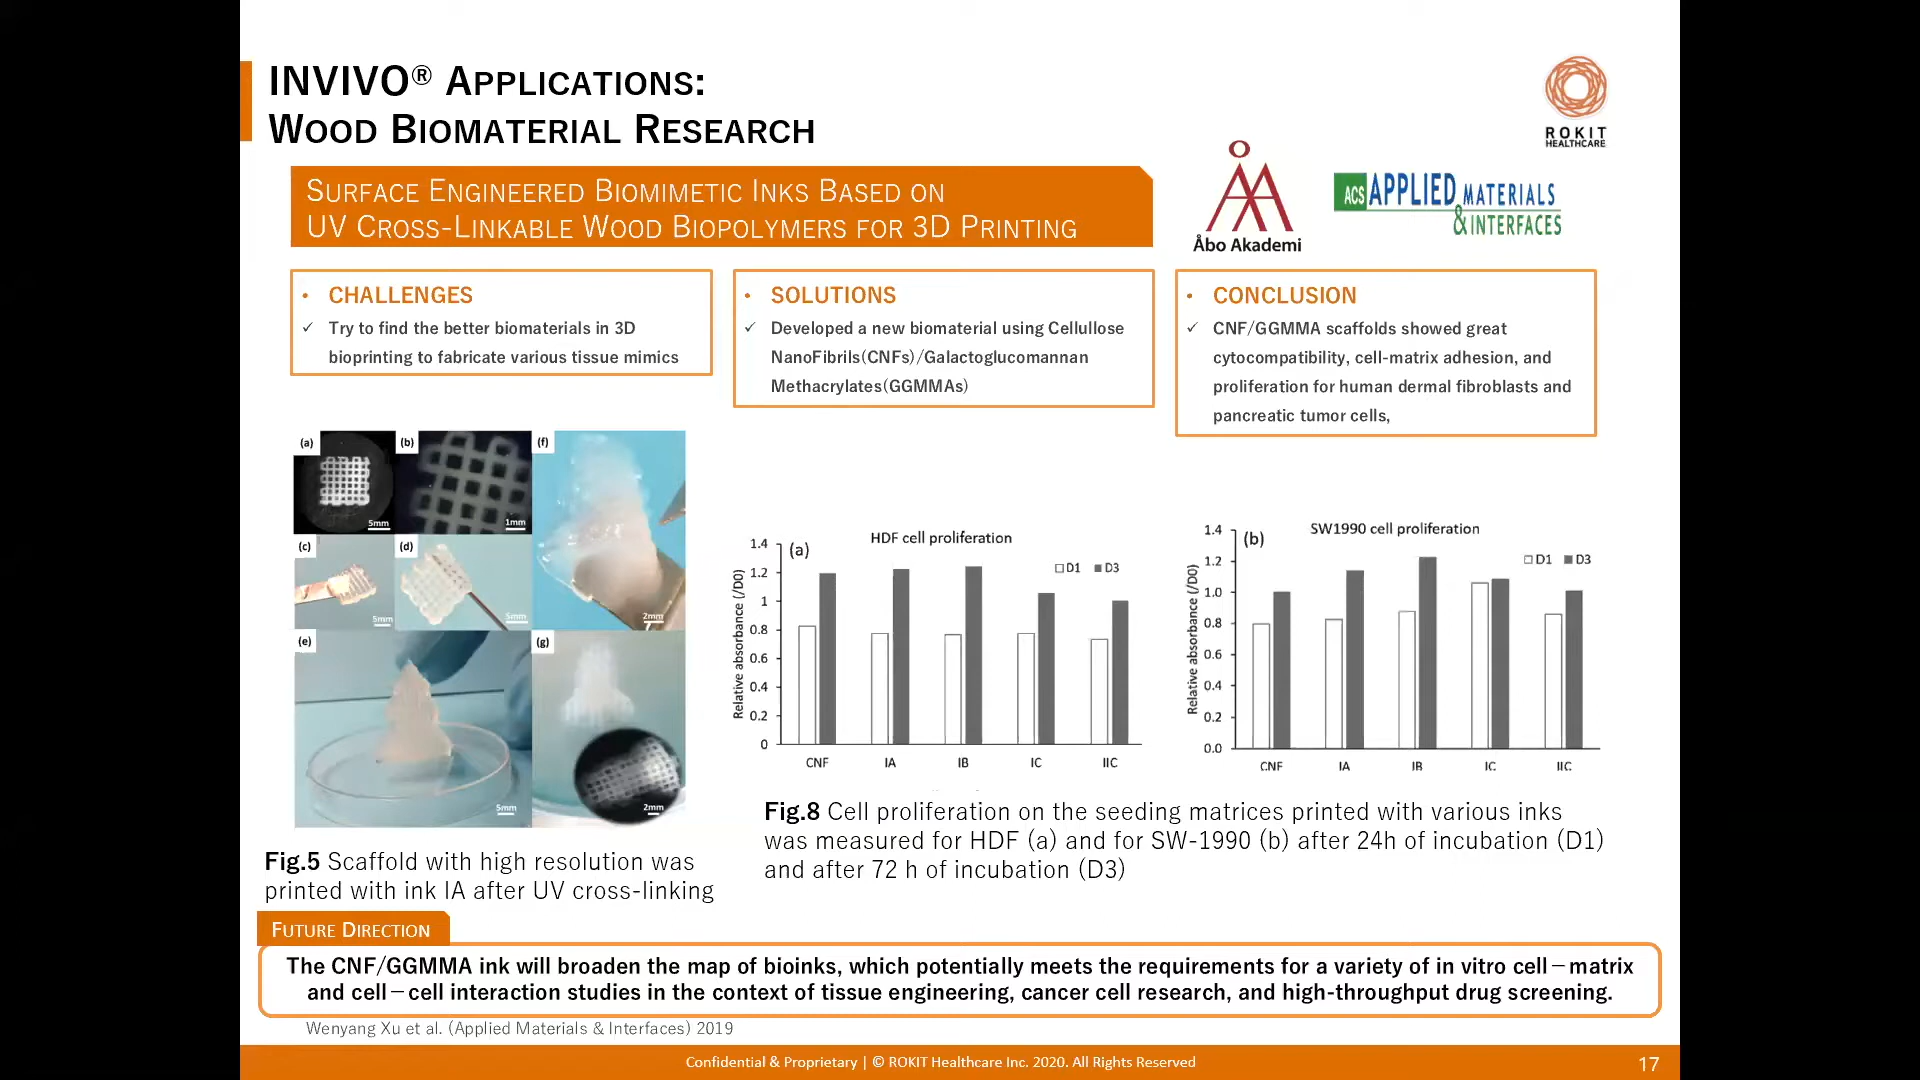 INVIVO® APPLICATIONS:
WOOD BIOMATERIAL RESEARCH
ROKIT
HEALTHCARE
SURFACE ENGINEERED BIOMIMETIC INKS BASED ON
UV CROSS-LINKABLE WOOD BIOPOLYMERS FOR 3D PRINTING
Åbo Akademi
ACS APPLIED MATERIALS
& INTERFACES
• CHALLENGES
✓ Try to find the better biomaterials in 3D
bioprinting to fabricate various tissue mimics
• SOLUTIONS
✓ Developed a new biomaterial using Cellullose
NanoFibrils(CNFs)/Galactoglucomannan
Methacrylates(GGMMAs)
• CONCLUSION
✓ CNF/GGMMA scaffolds showed great
cytocompatibility, cell-matrix adhesion, and
proliferation for human dermal fibroblasts and
pancreatic tumor cells,
(a) (b) (f)
5mm 1mm
(c) (d)
5mm 5mm 2mm
(e) (g)
5mm 2mm
Fig.5 Scaffold with high resolution was
printed with ink IA after UV cross-linking
(a) HDF cell proliferation
D1 D3
Relative absorbance (/D0)
1.4
1.2
1
0.8
0.6
0.4
0.2
0
CNF IA IB IC IIC
(b) SW1990 cell proliferation
D1 D3
Relative absorbance (/D0)
1.4
1.2
1.0
0.8
0.6
0.4
0.2
0.0
CNF IA IB IC IIC
Fig.8 Cell proliferation on the seeding matrices printed with various inks
was measured for HDF (a) and for SW-1990 (b) after 24h of incubation (D1)
and after 72 h of incubation (D3)
FUTURE DIRECTION
The CNF/GGMMA ink will broaden the map of bioinks, which potentially meets the requirements for a variety of in vitro cell−matrix
and cell−cell interaction studies in the context of tissue engineering, cancer cell research, and high-throughput drug screening.
Wenyang Xu et al. (Applied Materials & Interfaces) 2019
Confidential & Proprietary | © ROKIT Healthcare Inc. 2020. All Rights Reserved
17